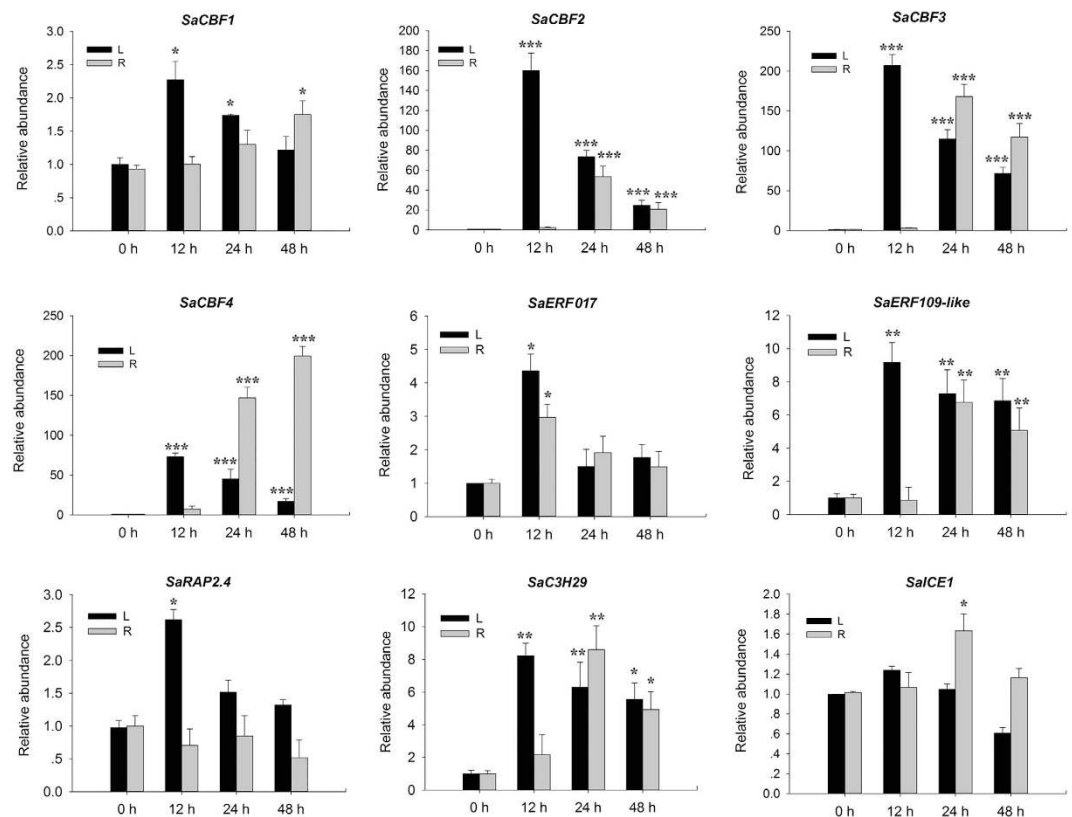 SaCBF1
3.0
2.5
2.0
1.5
1.0
.5
0.0
Relative abundance
L
R
*
*
*
0 h 12 h 24 h 48 h
SaCBF2
200
180
160
140
120
100
80
60
40
20
0
Relative abundance
L
R
***
***
***
***
***
0 h 12 h 24 h 48 h
SaCBF3
250
200
150
100
50
0
Relative abundance
L
R
***
***
***
***
***
0 h 12 h 24 h 48 h
SaCBF4
250
200
150
100
50
0
Relative abundance
L
R
***
***
***
***
***
0 h 12 h 24 h 48 h
SaERF017
6
5
4
3
2
1
0
Relative abundance
L
R
*
*
0 h 12 h 24 h 48 h
SaERF109-like
12
10
8
6
4
2
0
Relative abundance
L
R
**
**
**
**
**
0 h 12 h 24 h 48 h
SaRAP2.4
3.0
2.5
2.0
1.5
1.0
.5
0.0
Relative abundance
L
R
*
0 h 12 h 24 h 48 h
SaC3H29
12
10
8
6
4
2
0
Relative abundance
L
R
**
**
**
*
*
0 h 12 h 24 h 48 h
SaICE1
2.0
1.8
1.6
1.4
1.2
1.0
.8
.6
.4
.2
0.0
Relative abundance
L
R
*
0 h 12 h 24 h 48 h